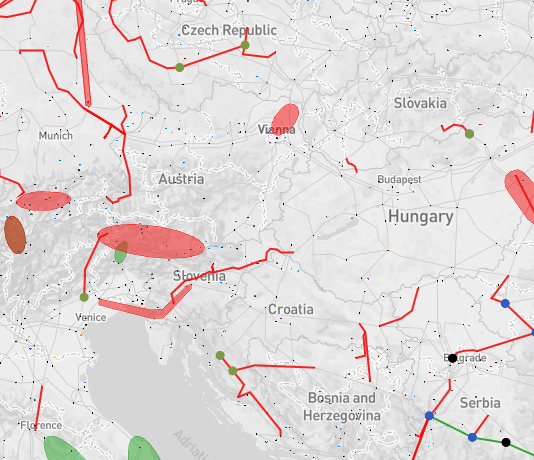 Czech Republic
Slovakia
Vienna
Munich
Austria
Budapest
Hungary
Slovenia
Croatia
Venice
Belgrade
Bosnia and
Herzegovina
Serbia
Florence